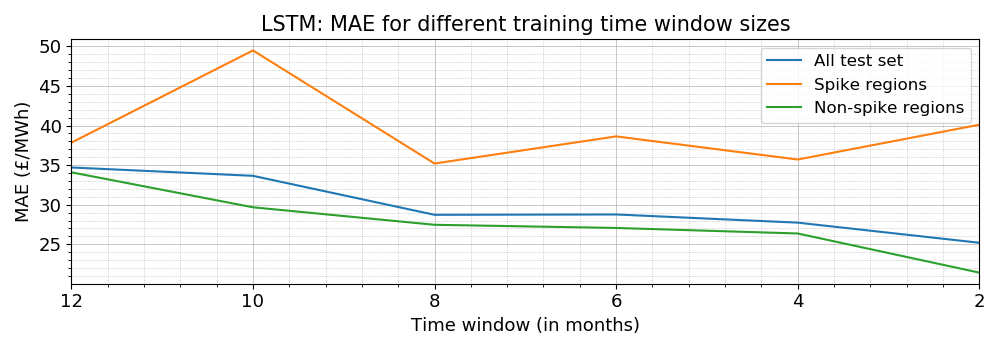 LSTM: MAE for different training time window sizes
MAE (£/MWh)
50
45
40
35
30
25
All test set
Spike regions
Non-spike regions
12 10 8 6 4 2
Time window (in months)